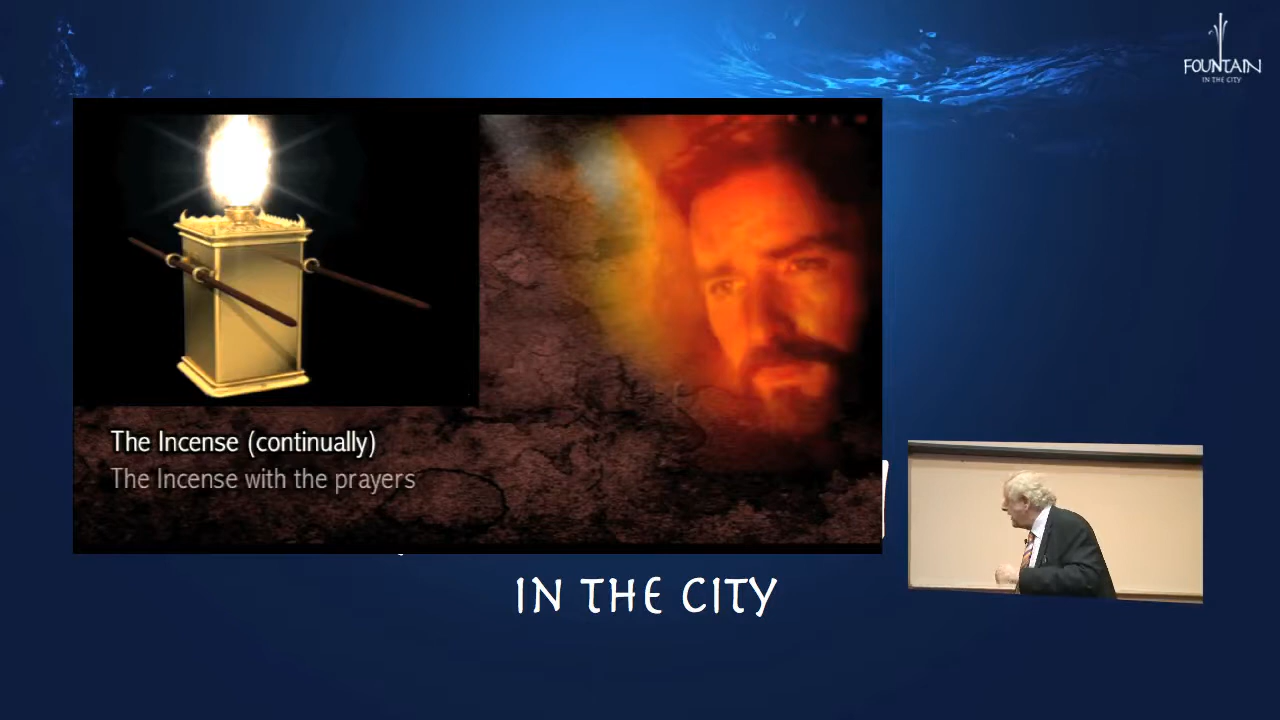 FOUNTAIN
IN THE CITY
The Incense (continually)
The Incense with the prayers
IN THE CITY